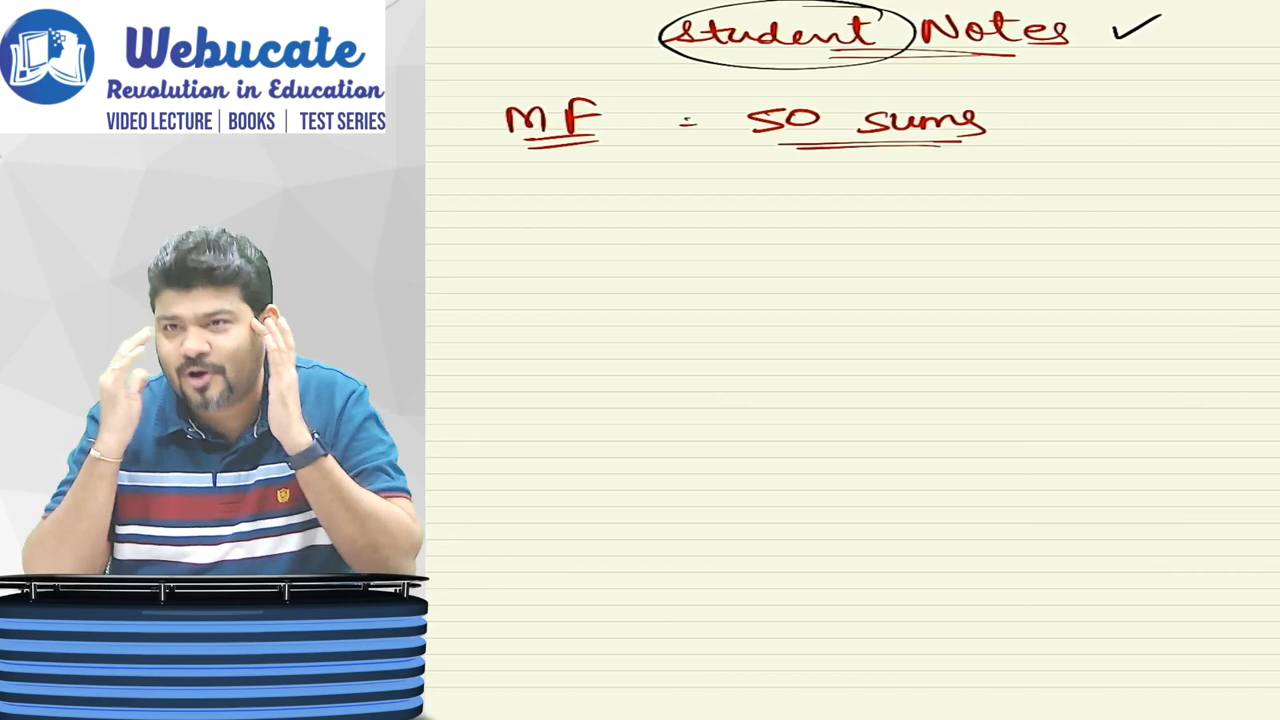 Webucate
Revolution in Education
VIDEO LECTURE | BOOKS | TEST SERIES
Student Notes ✓
MF = 50 sums